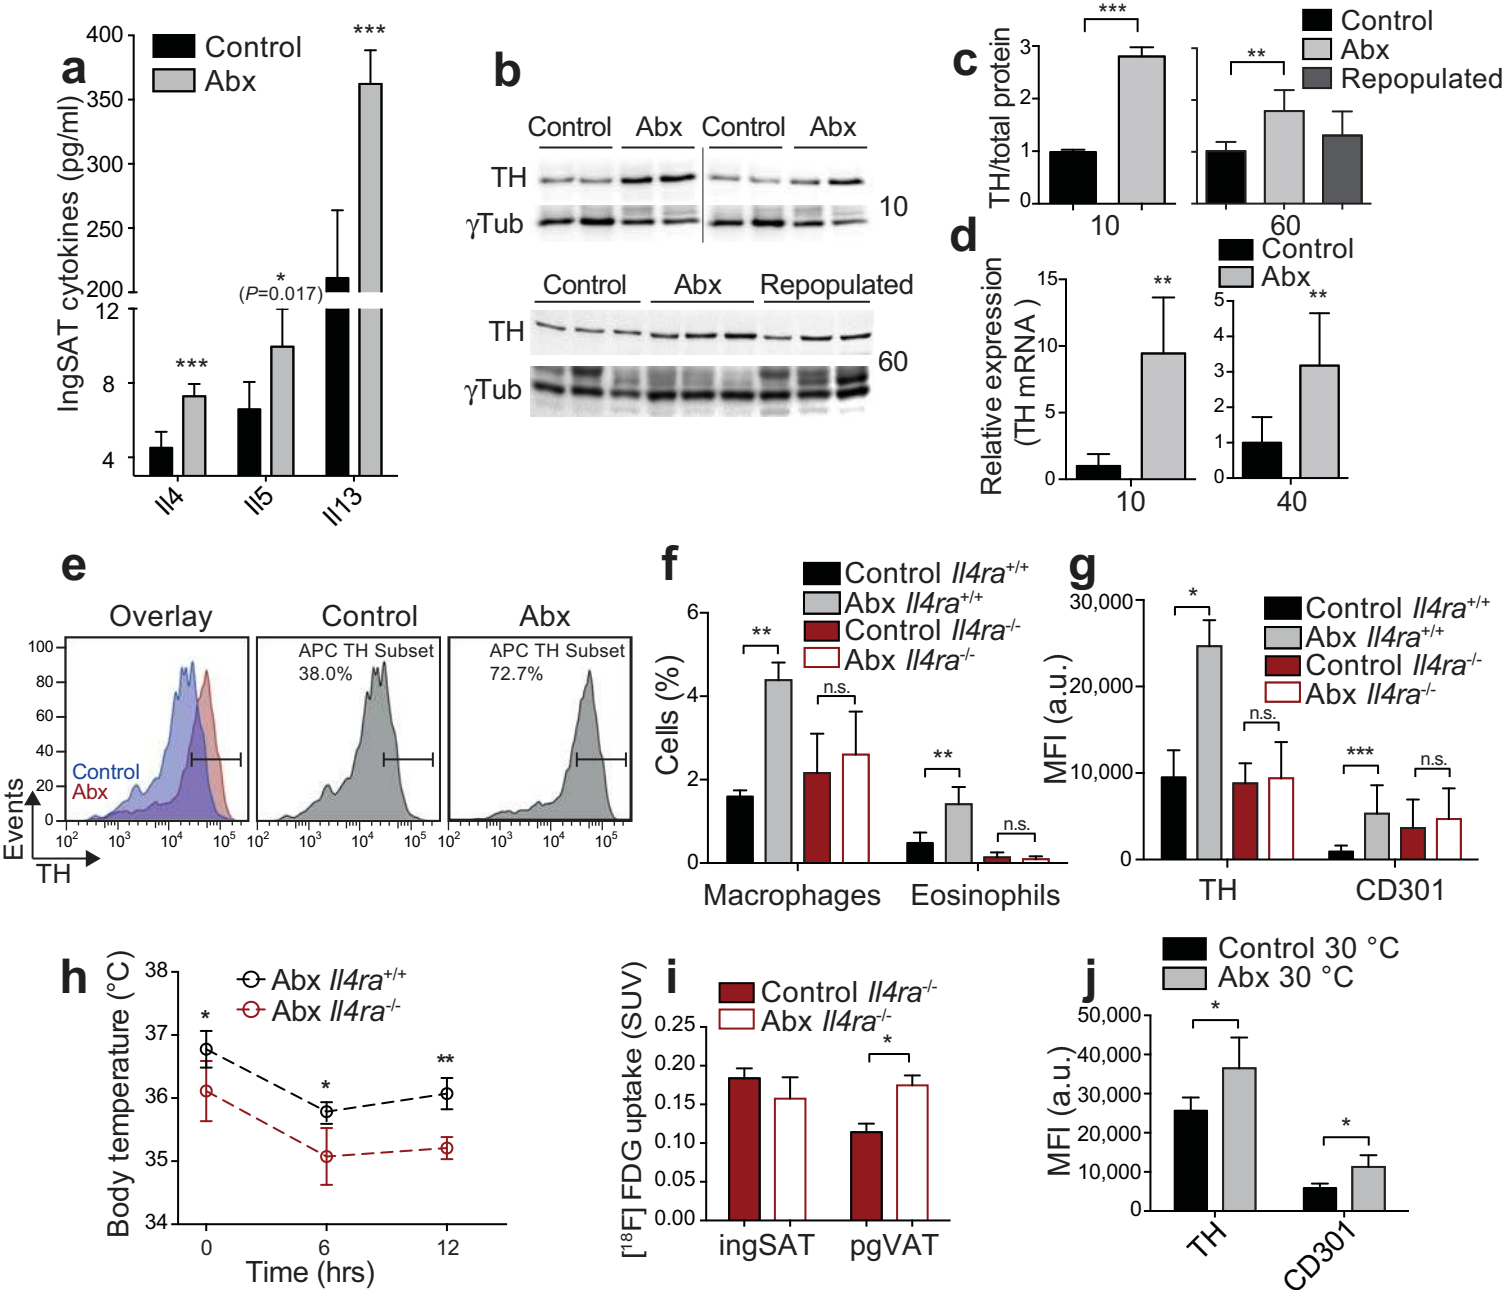 a
Control
Abx
IngSAT cytokines (pg/ml)
400
350
300
250
200
12
8
4
***
*
(P=0.017)
***
Il4
Il5
Il13
b
Control Abx Control Abx
TH
γTub
10
Control Abx Repopulated
TH
γTub
60
c
Control
Abx
Repopulated
TH/total protein
3
2
1
0
***
**
10
60
d
Control
Abx
Relative expression
(TH mRNA )
15
10
5
0
**
10
5
4
3
2
1
0
**
40
e
Overlay Control Abx
APC TH Subset
38.0%
APC TH Subset
72.7%
100
80
60
40
20
0
Control
Abx
10² 10³ 10⁴ 10⁵
10² 10³ 10⁴ 10⁵
10² 10³ 10⁴ 10⁵
Events
TH
f
Control Il4ra+/+
Abx Il4ra+/+
Control Il4ra-/-
Abx Il4ra-/-
Cells (%)
6
4
2
0
**
n.s.
**
n.s.
Macrophages Eosinophils
g
Control Il4ra+/+
Abx Il4ra+/+
Control Il4ra-/-
Abx Il4ra-/-
MFI (a.u.)
30,000
20,000
10,000
0
*
n.s.
***
n.s.
TH CD301
h
Abx Il4ra+/+
Abx Il4ra-/-
Body temperature (°C)
38
37
36
35
34
*
*
**
0 6 12
Time (hrs)
i
Control Il4ra-/-
Abx Il4ra-/-
[¹⁸F] FDG uptake (SUV)
0.25
0.20
0.15
0.10
0.05
0.00
*
ingSAT pgVAT
j
Control 30 °C
Abx 30 °C
MFI (a.u.)
50,000
40,000
30,000
20,000
10,000
0
*
*
TH
CD301